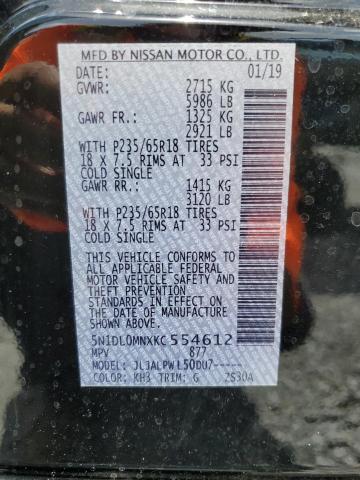 MFD BY NISSAN MOTOR CO., LTD.
DATE: 01/19
GVWR: 2715 KG
5986 LB
GAWR FR.: 1325 KG
2921 LB
WITH P235/65R18 TIRES
18 X 7.5 RIMS AT 33 PSI
COLD SINGLE
GAWR RR.: 1415 KG
3120 LB
WITH P235/65R18 TIRES
18 X 7.5 RIMS AT 33 PSI
COLD SINGLE
THIS VEHICLE CONFORMS TO
ALL APPLICABLE FEDERAL
MOTOR VEHICLE SAFETY AND
THEFT PREVENTION
STANDARDS IN EFFECT ON
THE DATE OF MANUFACTURE
SHOWN ABOVE.
5N1DL0MNXKC554612
MPV 877
MODEL: JLJALPWL50DU7-----
COLOR: KH3 TRIM: G ZS30A